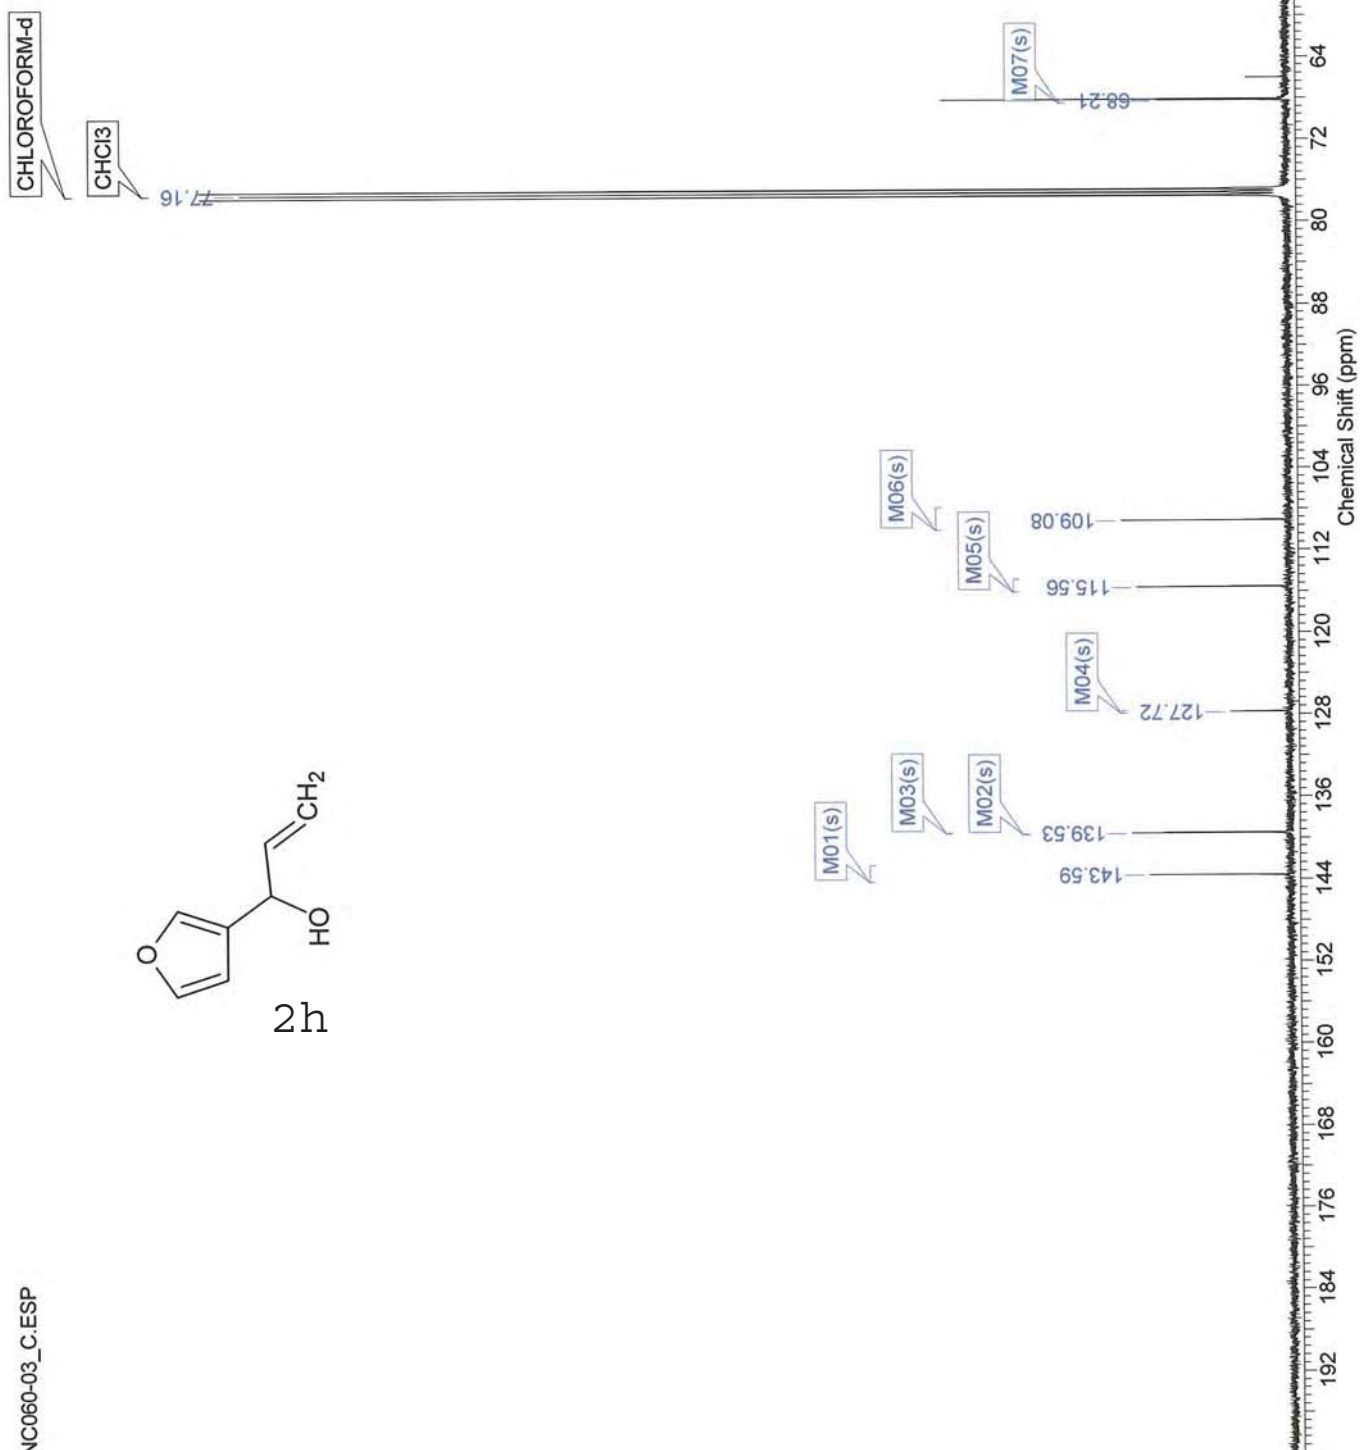 NC060-03_C.ESP
CHLOROFORM-d
CHCl3
77.16
M01(s)
M03(s)
M02(s)
M04(s)
M06(s)
M05(s)
M07(s)
143.59
139.53
127.72
115.56
109.08
68.21
O
HO
CH2
2h
192
184
176
168
160
152
144
136
128
120
112
104
96
88
80
72
64
Chemical Shift (ppm)